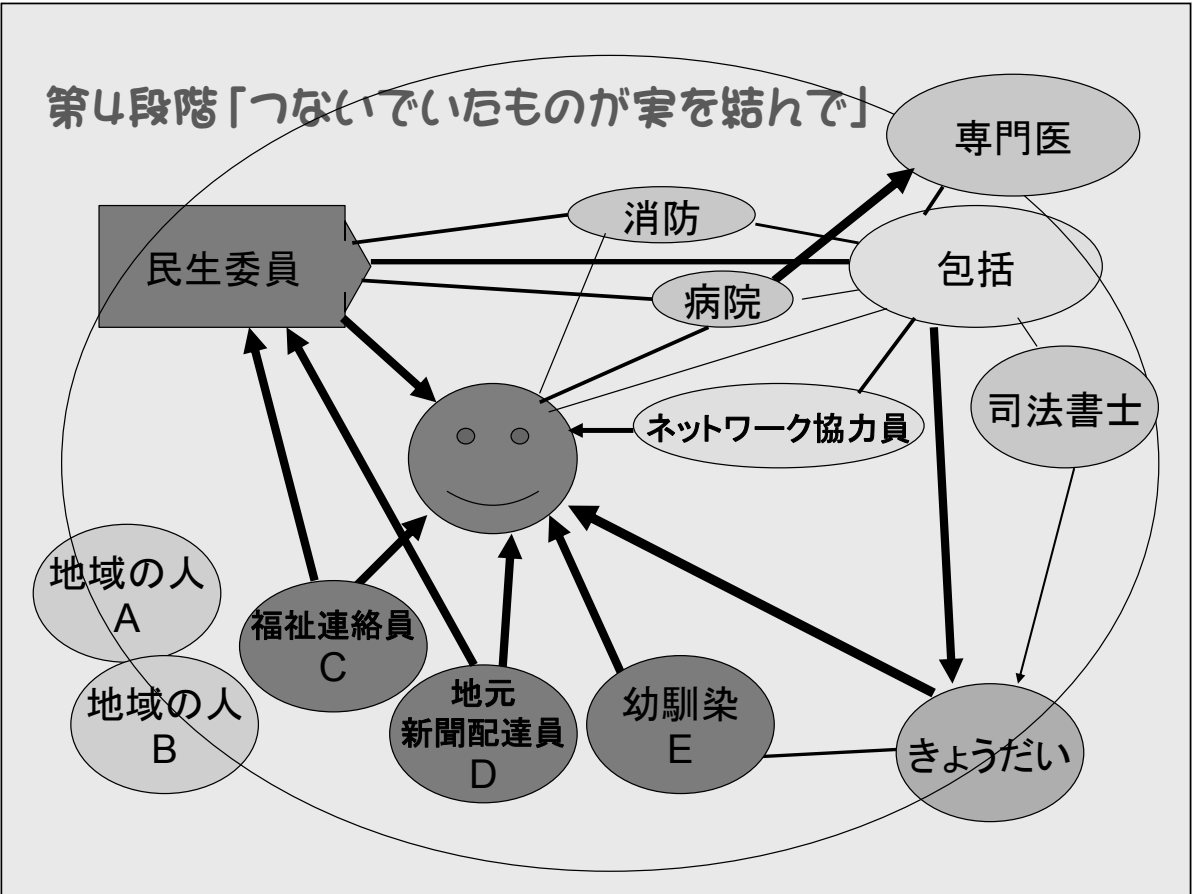 第4段階「つないでいたものが実を結んで」
専門医
消防
民生委員
包括
病院
司法書士
ネットワーク協力員
地域の人
A
福祉連絡員
C
地域の人
B
地元
新聞配達員
D
幼馴染
E
きょうだい